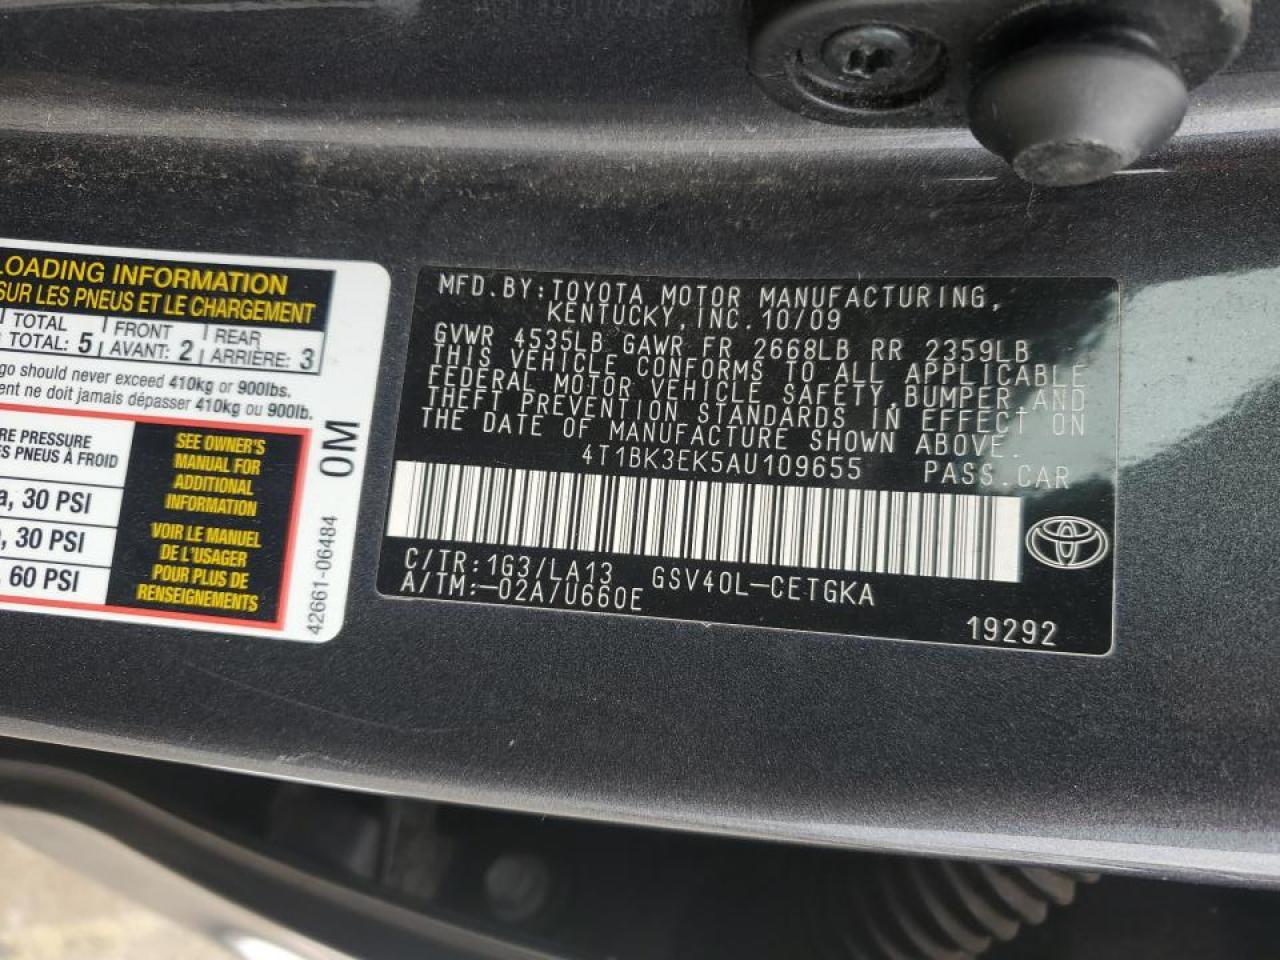 LOADING INFORMATION
SUR LES PNEUS ET LE CHARGEMENT
TOTAL FRONT REAR
TOTAL: 5 AVANT: 2 ARRIÈRE: 3
should never exceed 410kg or 900lbs.
ne doit jamais dépasser 410kg ou 900lb.
PRESSURE
PNEUS À FROID
30 PSI
30 PSI
60 PSI
SEE OWNER'S
MANUAL FOR
ADDITIONAL
INFORMATION
VOIR LE MANUEL
DE L'USAGER
POUR PLUS DE
RENSEIGNEMENTS
OM
42661-06484
MFD.BY:TOYOTA MOTOR MANUFACTURING,
KENTUCKY,INC.10/09
GVWR 4535LB GAWR FR 2668LB RR 2359LB
THIS VEHICLE CONFORMS TO ALL APPLICABLE
FEDERAL MOTOR VEHICLE SAFETY,BUMPER AND
THEFT PREVENTION STANDARDS IN EFFECT ON
THE DATE OF MANUFACTURE SHOWN ABOVE.
4T1BK3EK5AU109655 PASS.CAR
C/TR:1G3/LA13 GSV40L-CETGKA
A/TM:-02A/U660E
19292